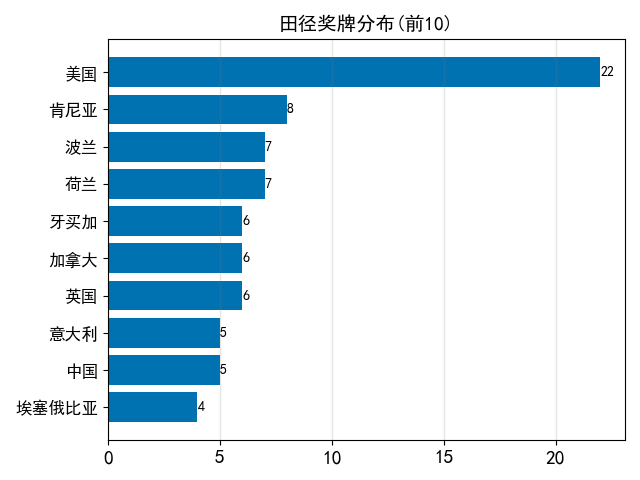 田径奖牌分布(前10)
美国 22
肯尼亚 8
波兰 7
荷兰 7
牙买加 6
加拿大 6
英国 6
意大利 5
中国 5
埃塞俄比亚 4
0 5 10 15 20